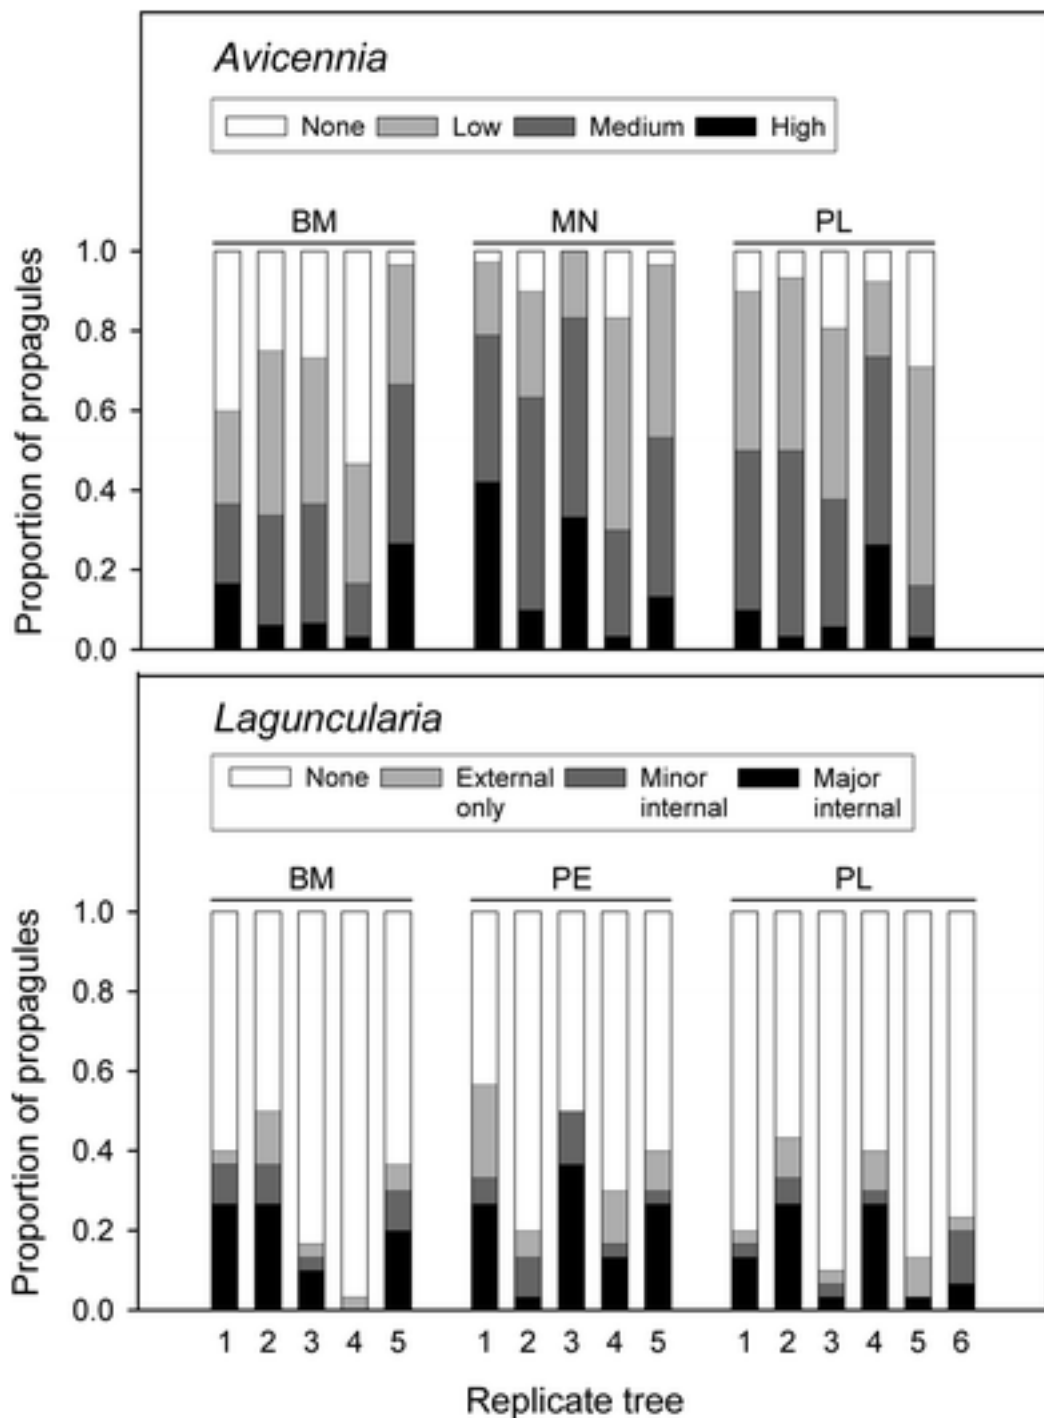 Avicennia
None Low Medium High
BM MN PL
Proportion of propagules
1.0
0.8
0.6
0.4
0.2
0.0
Laguncularia
None External only Minor internal Major internal
BM PE PL
Proportion of propagules
1.0
0.8
0.6
0.4
0.2
0.0
1 2 3 4 5 1 2 3 4 5 1 2 3 4 5 6
Replicate tree